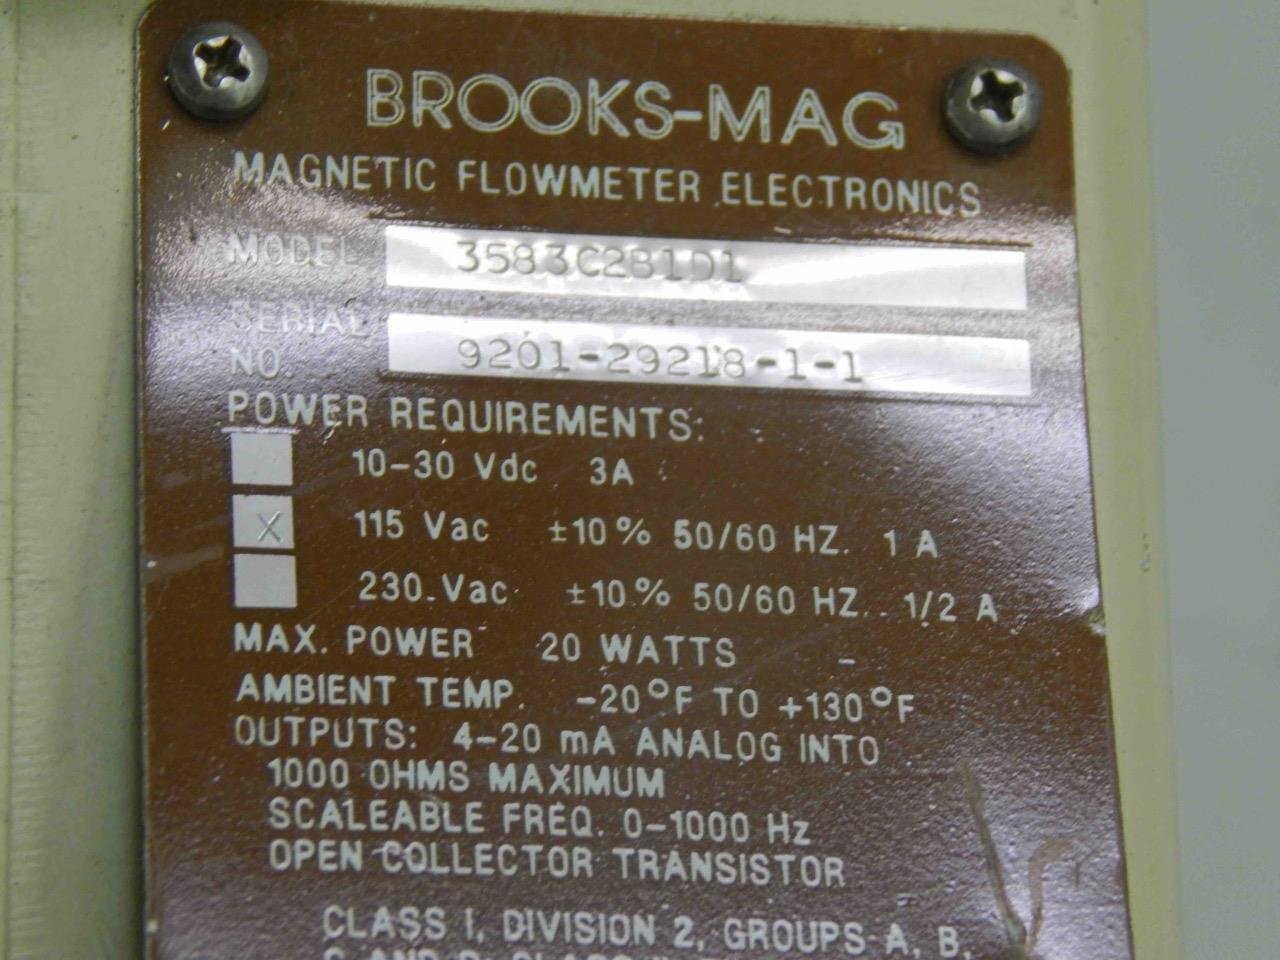 BROOKS-MAG
MAGNETIC FLOWMETER ELECTRONICS
MODEL 3583C2B1D1
SERIAL
NO. 9201-29218-1-1
POWER REQUIREMENTS:
10-30 Vdc 3A
X 115 Vac ±10% 50/60 HZ. 1 A
230 Vac ±10% 50/60 HZ. 1/2 A
MAX. POWER 20 WATTS
AMBIENT TEMP. -20°F TO +130°F
OUTPUTS: 4-20 mA ANALOG INTO
1000 OHMS MAXIMUM
SCALEABLE FREQ. 0-1000 Hz
OPEN COLLECTOR TRANSISTOR
CLASS I, DIVISION 2, GROUPS A, B,